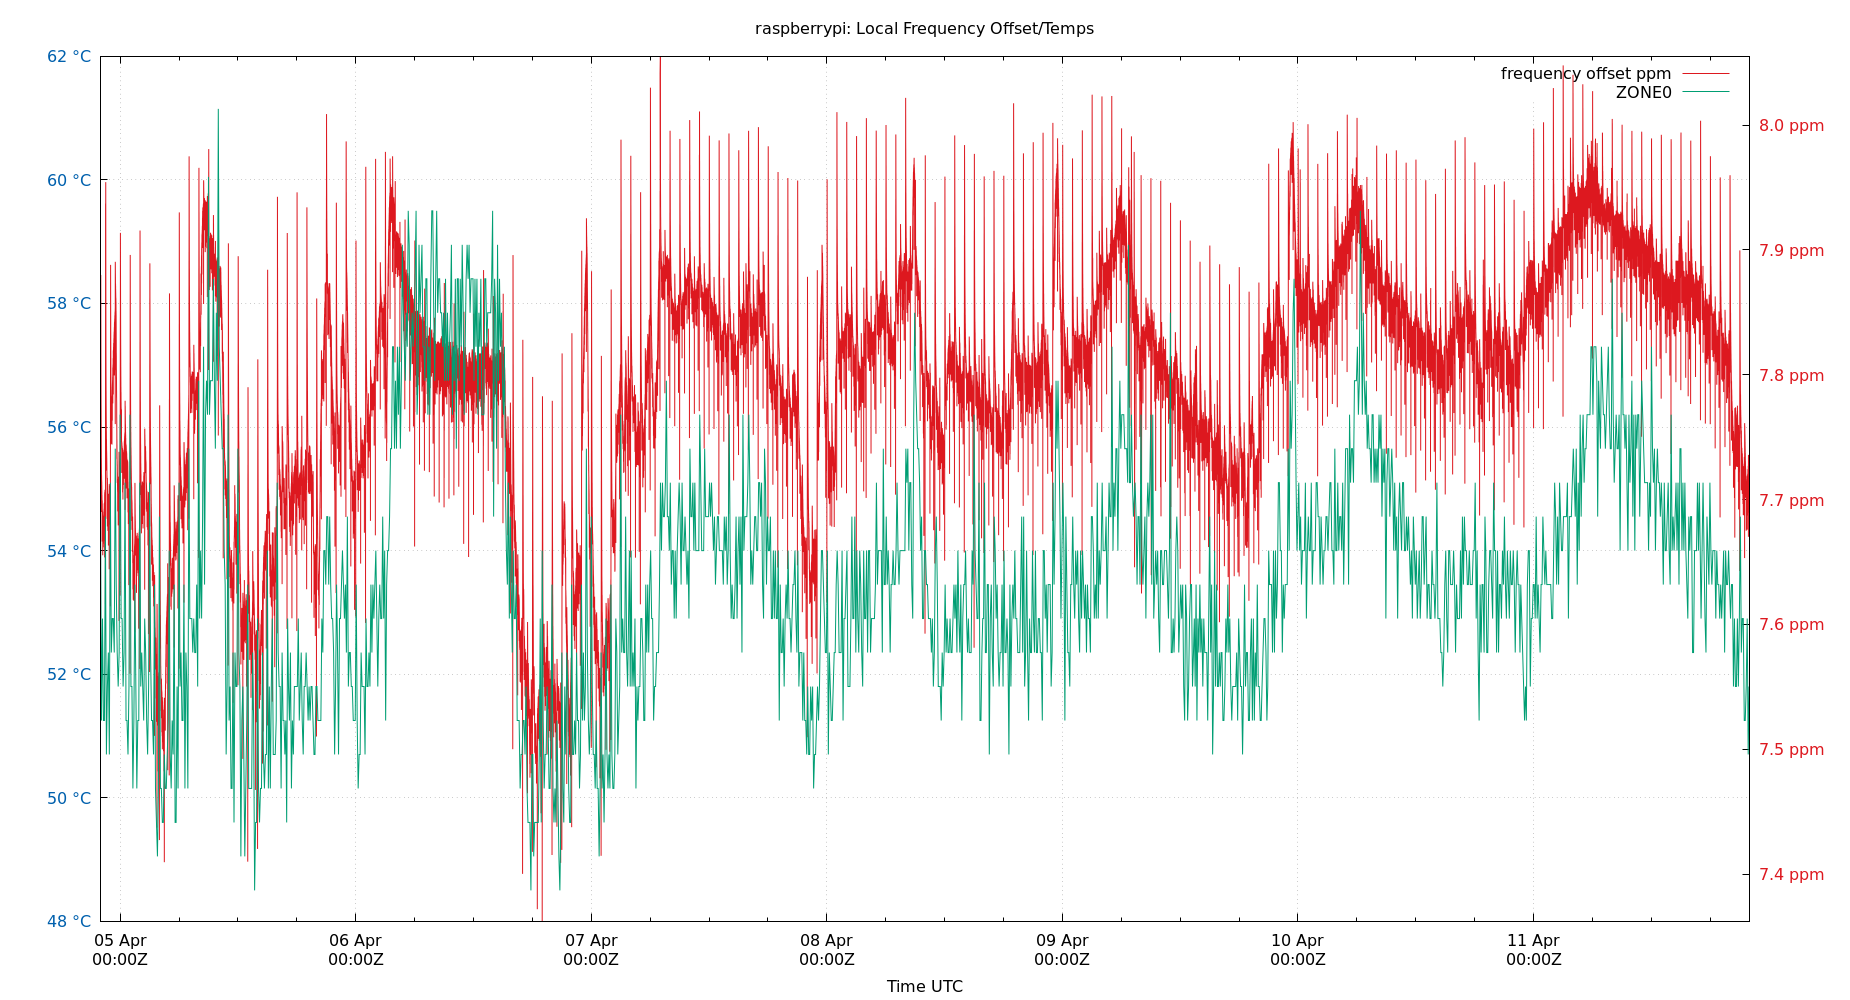 raspberrypi: Local Frequency Offset/Temps
62 °C
60 °C
58 °C
56 °C
54 °C
52 °C
50 °C
48 °C
frequency offset ppm
ZONE0
8.0 ppm
7.9 ppm
7.8 ppm
7.7 ppm
7.6 ppm
7.5 ppm
7.4 ppm
05 Apr
00:00Z
06 Apr
00:00Z
07 Apr
00:00Z
08 Apr
00:00Z
09 Apr
00:00Z
10 Apr
00:00Z
11 Apr
00:00Z
Time UTC